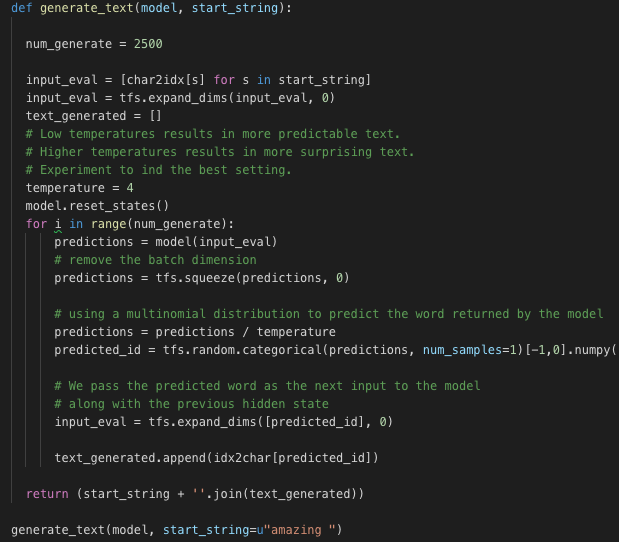 def generate_text(model, start_string):
num_generate = 2500
input_eval = [char2idx[s] for s in start_string]
input_eval = tfs.expand_dims(input_eval, 0)
text_generated = []
# Low temperatures results in more predictable text.
# Higher temperatures results in more surprising text.
# Experiment to ind the best setting.
temperature = 4
model.reset_states()
for i in range(num_generate):
predictions = model(input_eval)
# remove the batch dimension
predictions = tfs.squeeze(predictions, 0)
# using a multinomial distribution to predict the word returned by the model
predictions = predictions / temperature
predicted_id = tfs.random.categorical(predictions, num_samples=1)[-1,0].numpy(
# We pass the predicted word as the next input to the model
# along with the previous hidden state
input_eval = tfs.expand_dims([predicted_id], 0)
text_generated.append(idx2char[predicted_id])
return (start_string + ''.join(text_generated))
generate_text(model, start_string=u"amazing ")